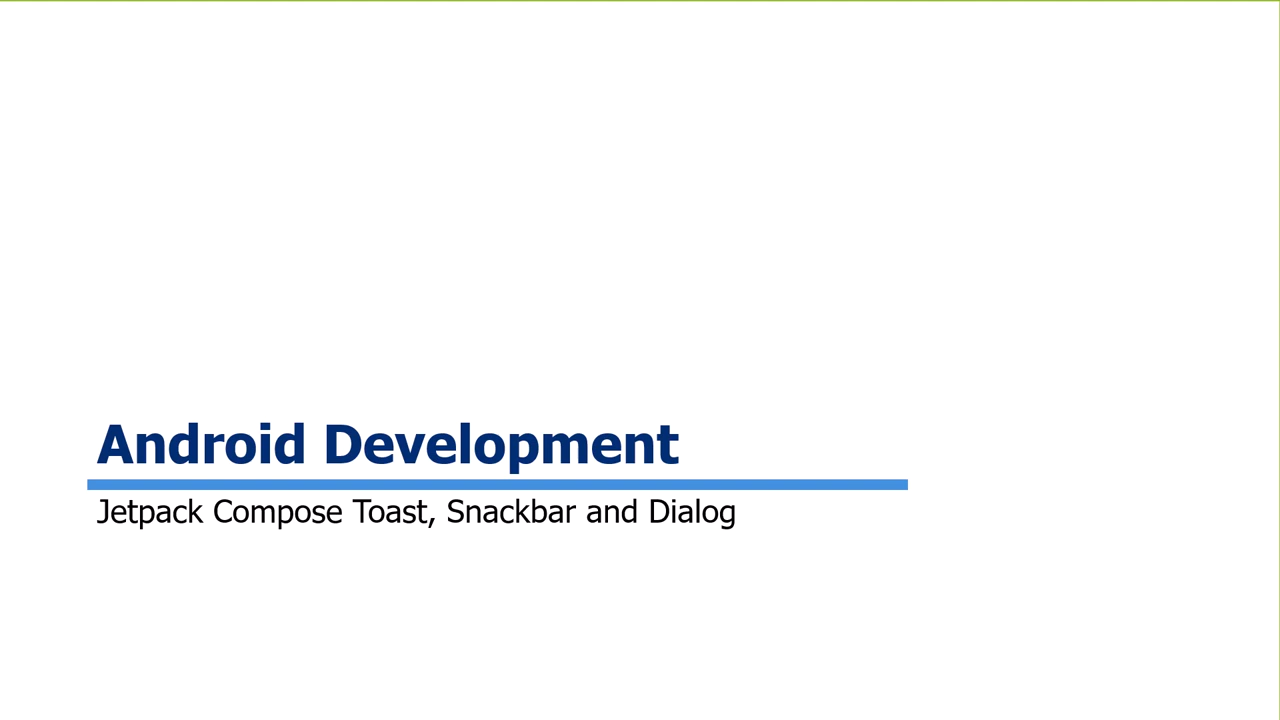 Android Development
Jetpack Compose Toast, Snackbar and Dialog